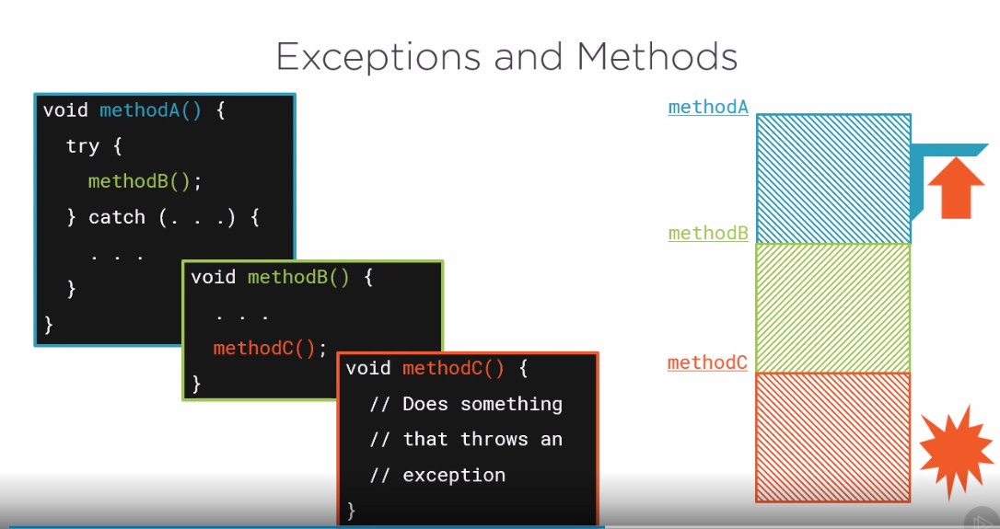 Exceptions and Methods
void methodA() {
try {
methodB();
} catch (. . .) {
. . .
}
}
void methodB() {
. . .
methodC();
}
void methodC() {
// Does something
// that throws an
// exception
}
methodA
methodB
methodC